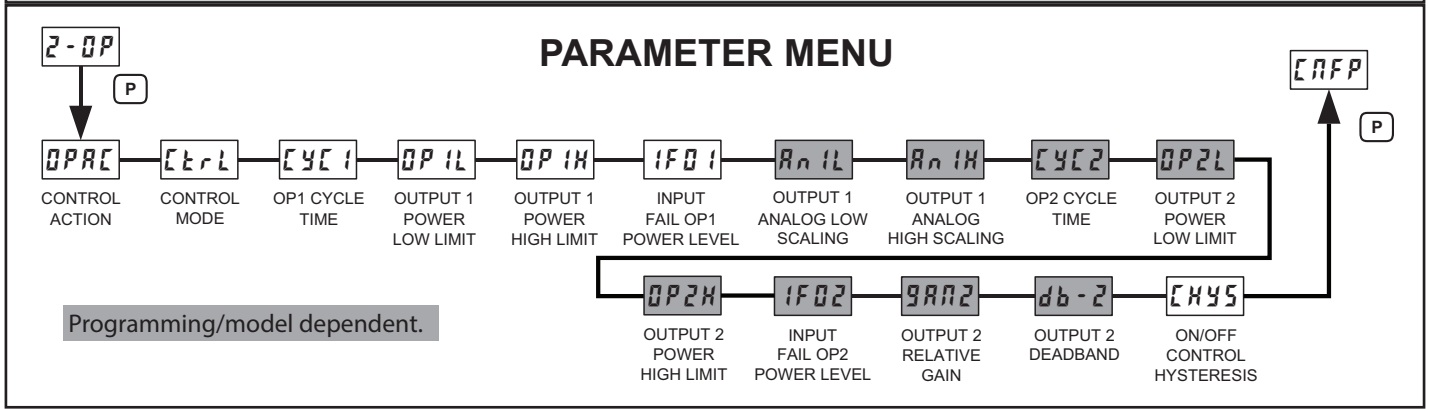 2-OP
PARAMETER MENU
CNFP
P
P
OPAC
CtrL
CYC1
OP1L
OP1H
IFO1
An1L
An1H
CYC2
OP2L
CONTROL
ACTION
CONTROL
MODE
OP1 CYCLE
TIME
OUTPUT 1
POWER
LOW LIMIT
OUTPUT 1
POWER
HIGH LIMIT
INPUT
FAIL OP1
POWER LEVEL
OUTPUT 1
ANALOG LOW
SCALING
OUTPUT 1
ANALOG
HIGH SCALING
OP2 CYCLE
TIME
OUTPUT 2
POWER
LOW LIMIT
OP2H
IFO2
GAN2
db-2
CHYS
OUTPUT 2
POWER
HIGH LIMIT
INPUT
FAIL OP2
POWER LEVEL
OUTPUT 2
RELATIVE
GAIN
OUTPUT 2
DEADBAND
ON/OFF
CONTROL
HYSTERESIS
Programming/model dependent.